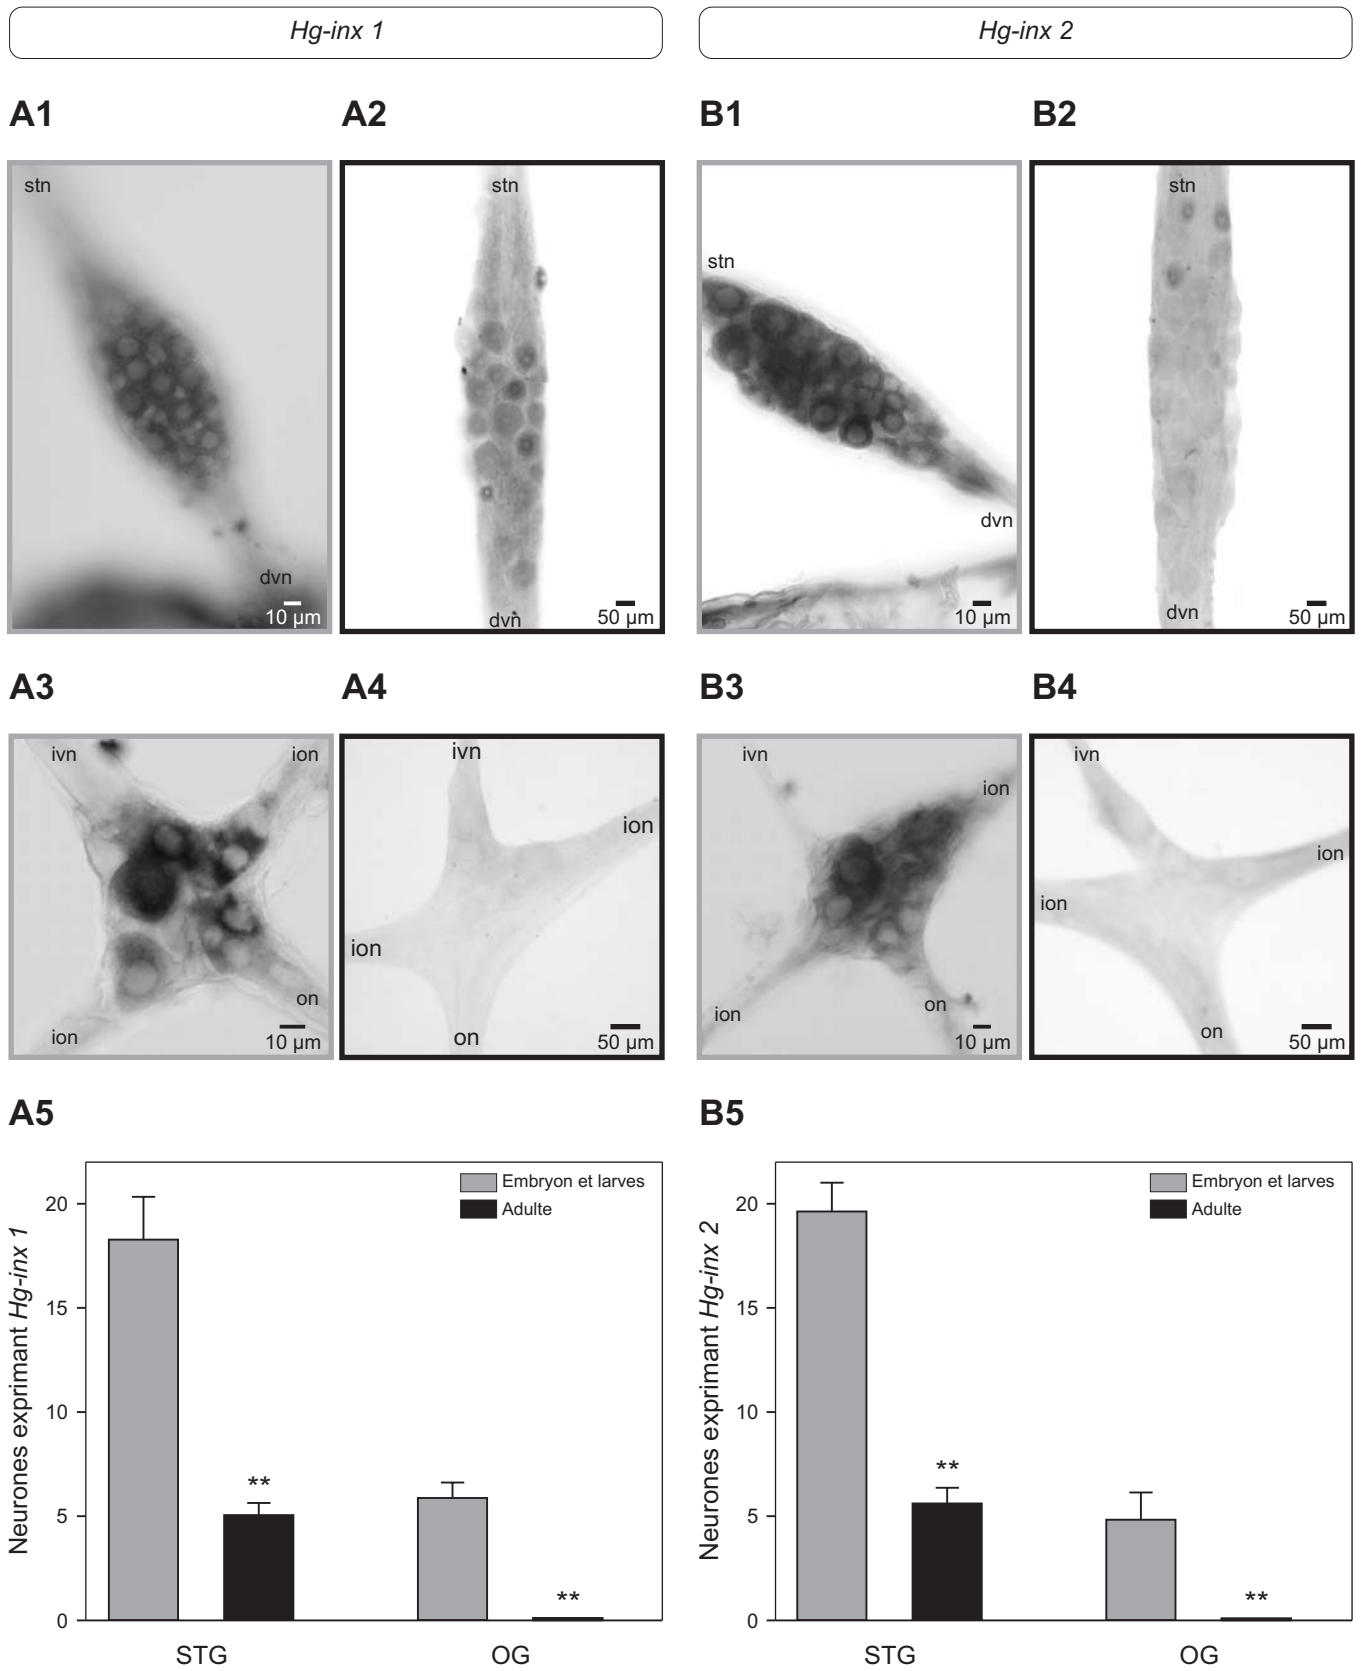 Hg-inx 1
Hg-inx 2
A1
A2
B1
B2
stn
dvn
10 µm
stn
dvn
50 µm
stn
dvn
10 µm
stn
dvn
50 µm
A3
A4
B3
B4
ivn
ion
on
ion
10 µm
ivn
ion
ion
on
50 µm
ivn
ion
on
ion
10 µm
ivn
ion
ion
on
50 µm
A5
Neurones exprimant Hg-inx 1
20
15
10
5
0
Embryon et larves
Adulte
**
**
STG
OG
B5
Neurones exprimant Hg-inx 2
20
15
10
5
0
Embryon et larves
Adulte
**
**
STG
OG